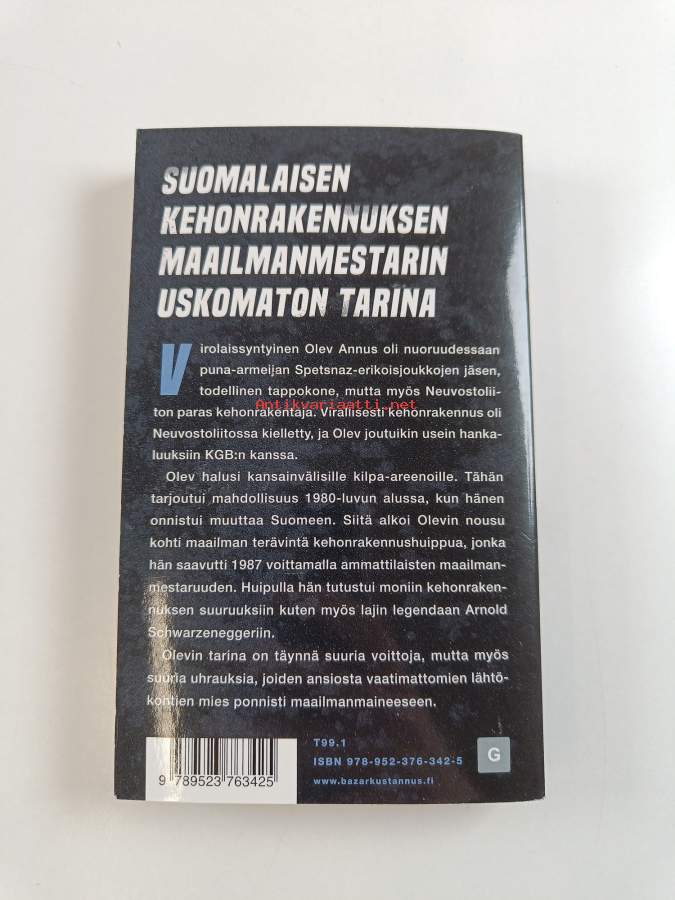 SUOMALAISEN
KEHONRAKENNUKSEN
MAAILMANMESTARIN
USKOMATON TARINA
Virolaissyntyinen Olev Annus oli nuoruudessaan
puna-armeijan Spetsnaz-erikoisjoukkojen jäsen,
todellinen tappokone, mutta myös Neuvostolii-
ton paras kehonrakentaja. Virallisesti kehonrakennus oli
Antikvariaatti.net
Neuvostoliitossa kielletty, ja Olev joutuikin usein hanka-
luuksiin KGB:n kanssa.
Olev halusi kansainvälisille kilpa-areenoille. Tähän
tarjoutui mahdollisuus 1980-luvun alussa, kun hänen
onnistui muuttaa Suomeen. Siitä alkoi Olevin nousu
kohti maailman terävintä kehonrakennushuippua, jonka
hän saavutti 1987 voittamalla ammattilaisten maailman-
mestaruuden. Huipulla hän tutustui moniin kehonraken-
nuksen suuruuksiin kuten myös lajin legendaan Arnold
Schwarzeneggeriin.
Olevin tarina on täynnä suuria voittoja, mutta myös
suuria uhrauksia, joiden ansiosta vaatimattomien lähtö-
kohtien mies ponnisti maailmanmaineeseen.
T99.1
ISBN 978-952-376-342-5
www.bazarkustannus.fi
G
9 789523 763425